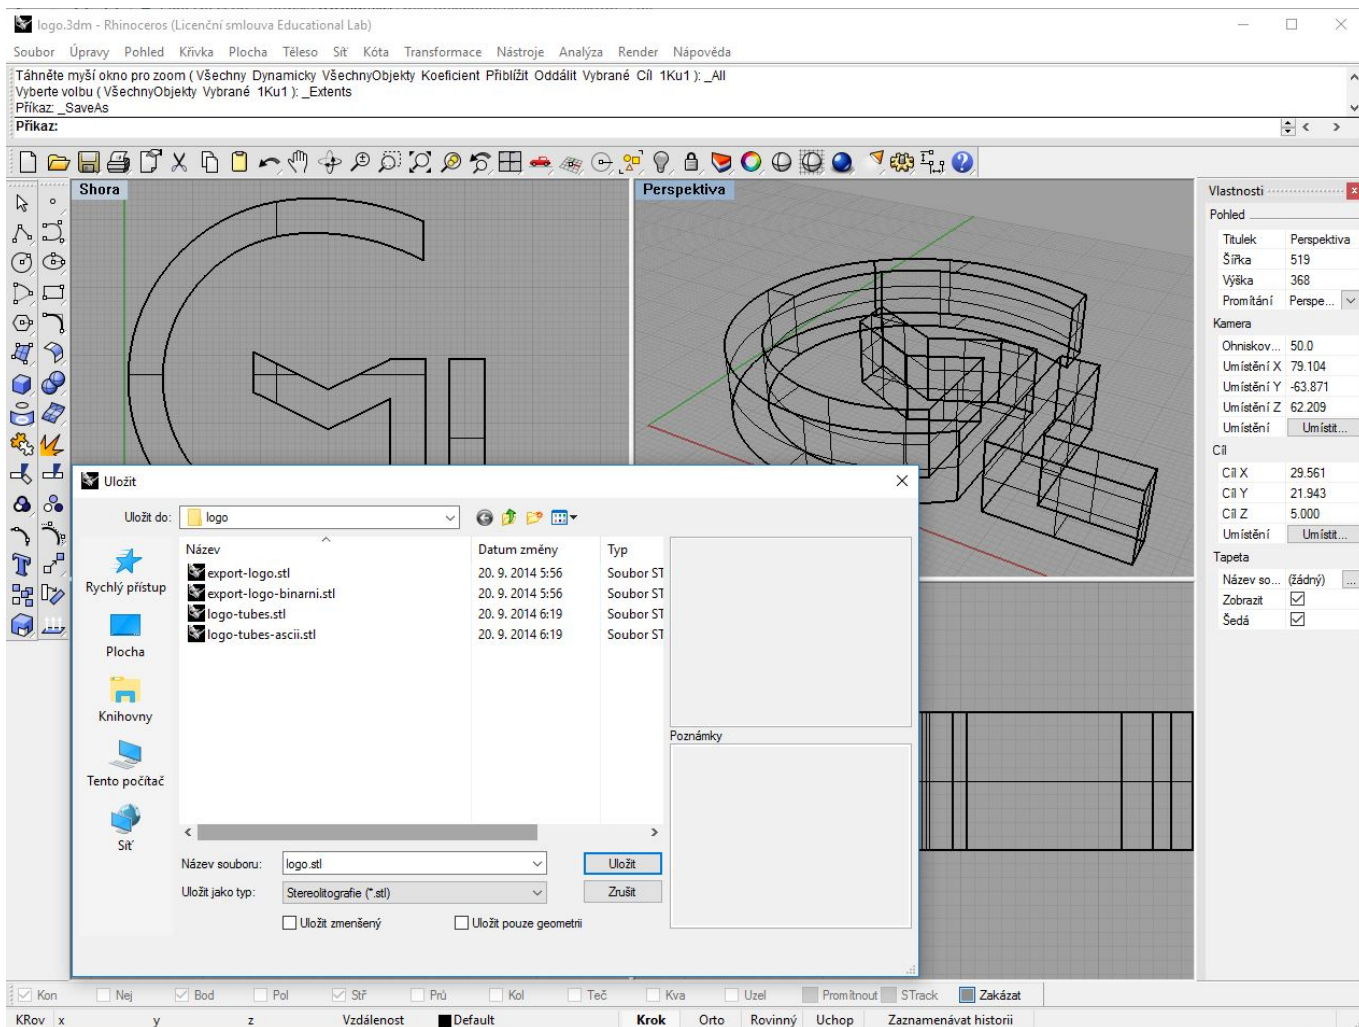 logo.3dm - Rhinoceros (Licenční smlouva Educational Lab)
Soubor Úpravy Pohled Křivka Plocha Těleso Síť Kóta Transformace Nástroje Analýza Render Nápověda
Táhněte myší okno pro zoom ( Všechny Dynamicky VšechnyObjekty Koeficient Přiblížit Oddálit Vybrané Cíl 1Ku1 ): _All
Vyberte volbu ( VšechnyObjekty Vybrané 1Ku1 ): _Extents
Příkaz: _SaveAs
Příkaz:
Shora
Perspektiva
Vlastnosti
Pohled
Titulek Perspektiva
Šířka 519
Výška 368
Promítání Perspe...
Kamera
Ohniskov... 50.0
Umístění X 79.104
Umístění Y -63.871
Umístění Z 62.209
Umístění Umístit...
Cíl
Cíl X 29.561
Cíl Y 21.943
Cíl Z 5.000
Umístění Umístit...
Tapeta
Název so... (žádný) ...
Zobrazit
Šedá
Uložit
Uložit do: logo
Název Datum změny Typ
export-logo.stl 20. 9. 2014 5:56 Soubor ST
export-logo-binarni.stl 20. 9. 2014 5:56 Soubor ST
logo-tubes.stl 20. 9. 2014 6:19 Soubor ST
logo-tubes-ascii.stl 20. 9. 2014 6:19 Soubor ST
Rychlý přístup
Plocha
Knihovny
Tento počítač
Síť
Poznámky
Název souboru: logo.stl Uložit
Uložit jako typ: Stereolitografie (*.stl) Zrušit
Uložit zmenšený Uložit pouze geometrii
Kon Nej Bod Pol Stř Prů Kol Teč Kva Uzel Promítnout STrack Zakázat
KRov x y z Vzdálenost Default Krok Orto Rovinný Uchop Zaznamenávat historii